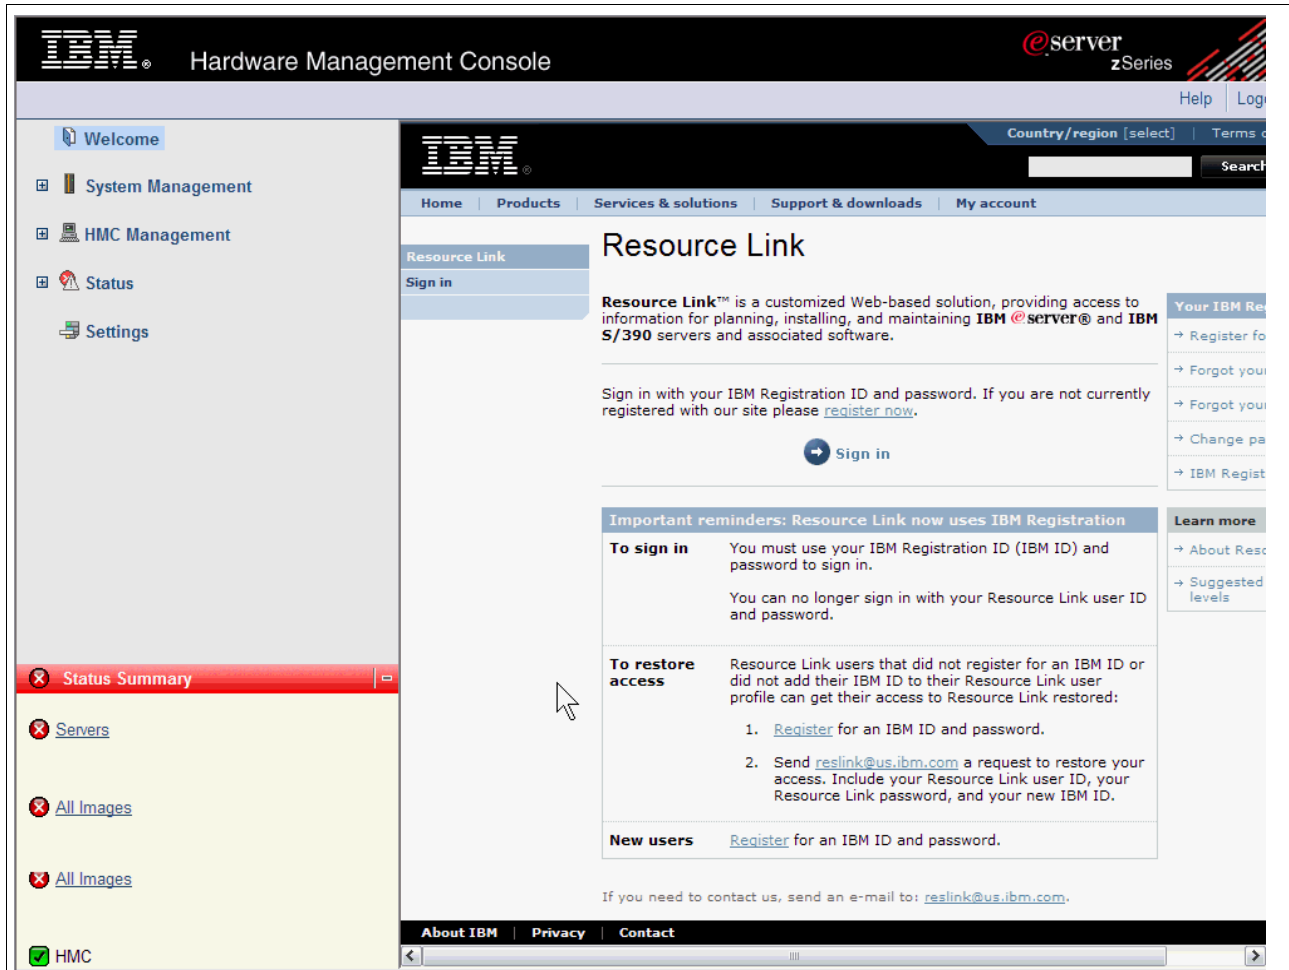 IBM®
Hardware Management Console
eserver
zSeries
Help
Welcome
System Management
HMC Management
Status
Settings
Status Summary
Servers
All Images
All Images
HMC
IBM®
Country/region [select] | Terms
Search
Home | Products | Services & solutions | Support & downloads | My account
Resource Link
Sign in
Resource Link
Resource Link™ is a customized Web-based solution, providing access to
information for planning, installing, and maintaining IBM eserver® and IBM
S/390 servers and associated software.
Sign in with your IBM Registration ID and password. If you are not currently
registered with our site please register now.
Sign in
Important reminders: Resource Link now uses IBM Registration
To sign in
You must use your IBM Registration ID (IBM ID) and
password to sign in.
You can no longer sign in with your Resource Link user ID
and password.
To restore
access
Resource Link users that did not register for an IBM ID or
did not add their IBM ID to their Resource Link user
profile can get their access to Resource Link restored:
1. Register for an IBM ID and password.
2. Send reslink@us.ibm.com a request to restore your
access. Include your Resource Link user ID, your
Resource Link password, and your new IBM ID.
New users
Register for an IBM ID and password.
If you need to contact us, send an e-mail to: reslink@us.ibm.com.
Your IBM
Register
Forgot
Forgot
Change
IBM
Learn more
About
Suggested
levels
About IBM | Privacy | Contact